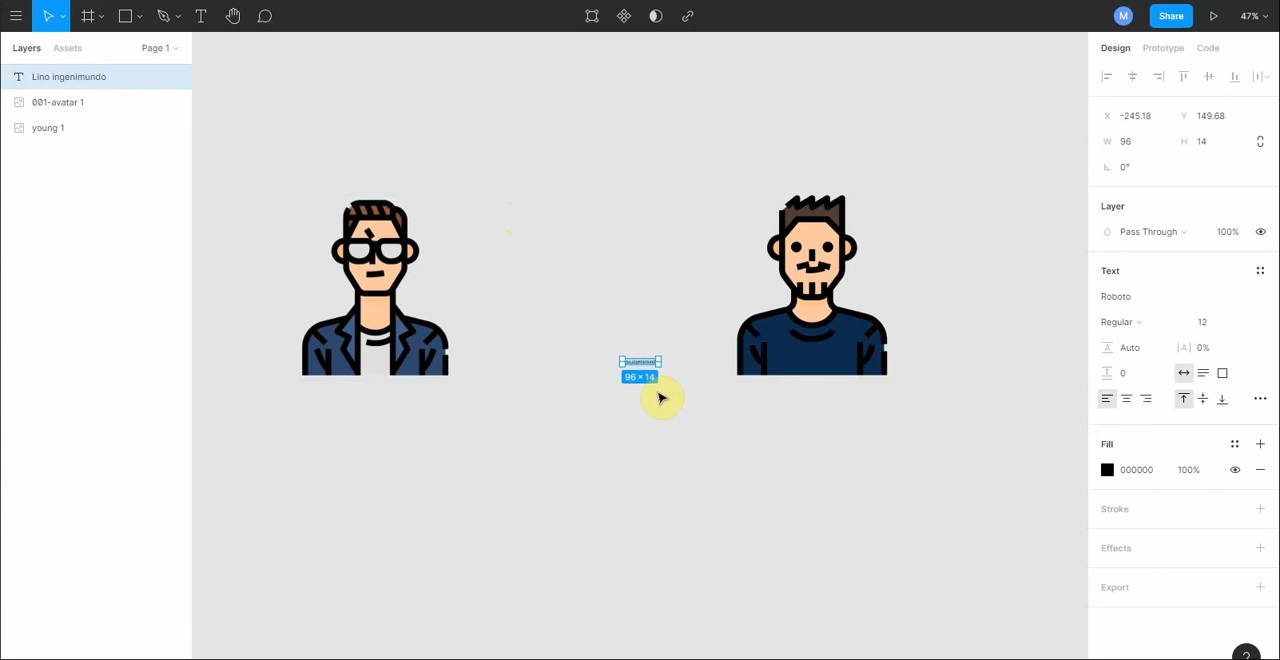 M
Share
47%
Layers
Assets
Page 1
Design
Prototype
Code
Lino ingenimundo
001-avatar 1
young 1
X -245.18
Y 149.68
W 96
H 14
0°
Layer
Pass Through
100%
Text
Roboto
Regular
12
A Auto
|A| 0%
0
Fill
000000
100%
Stroke
Effects
Export
96 × 14
?